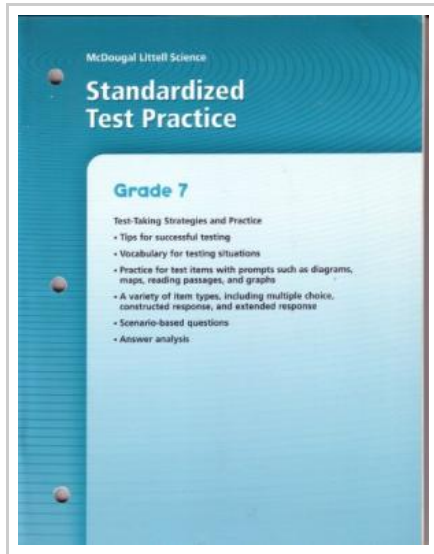 McDougal Littell Science
Standardized
Test Practice
Grade 7
Test-Taking Strategies and Practice
• Tips for successful testing
• Vocabulary for testing situations
• Practice for test items with prompts such as diagrams,
maps, reading passages, and graphs
• A variety of item types, including multiple choice,
constructed response, and extended response
• Scenario-based questions
• Answer analysis